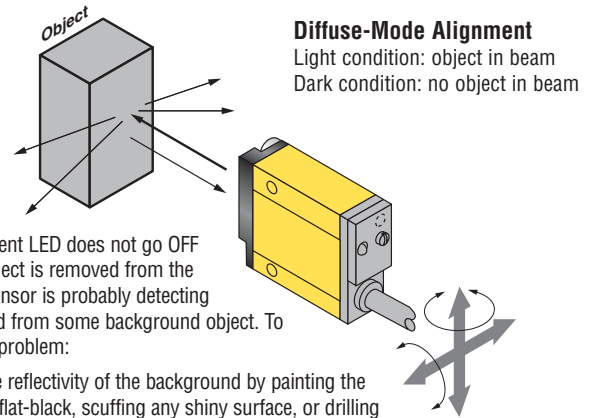 Object
Diffuse-Mode Alignment
Light condition: object in beam
Dark condition: no object in beam
ent LED does not go OFF
ject is removed from the
ensor is probably detecting
d from some background object. To
problem:
e reflectivity of the background by painting the
flat-black, scuffing any shiny surface, or drilling